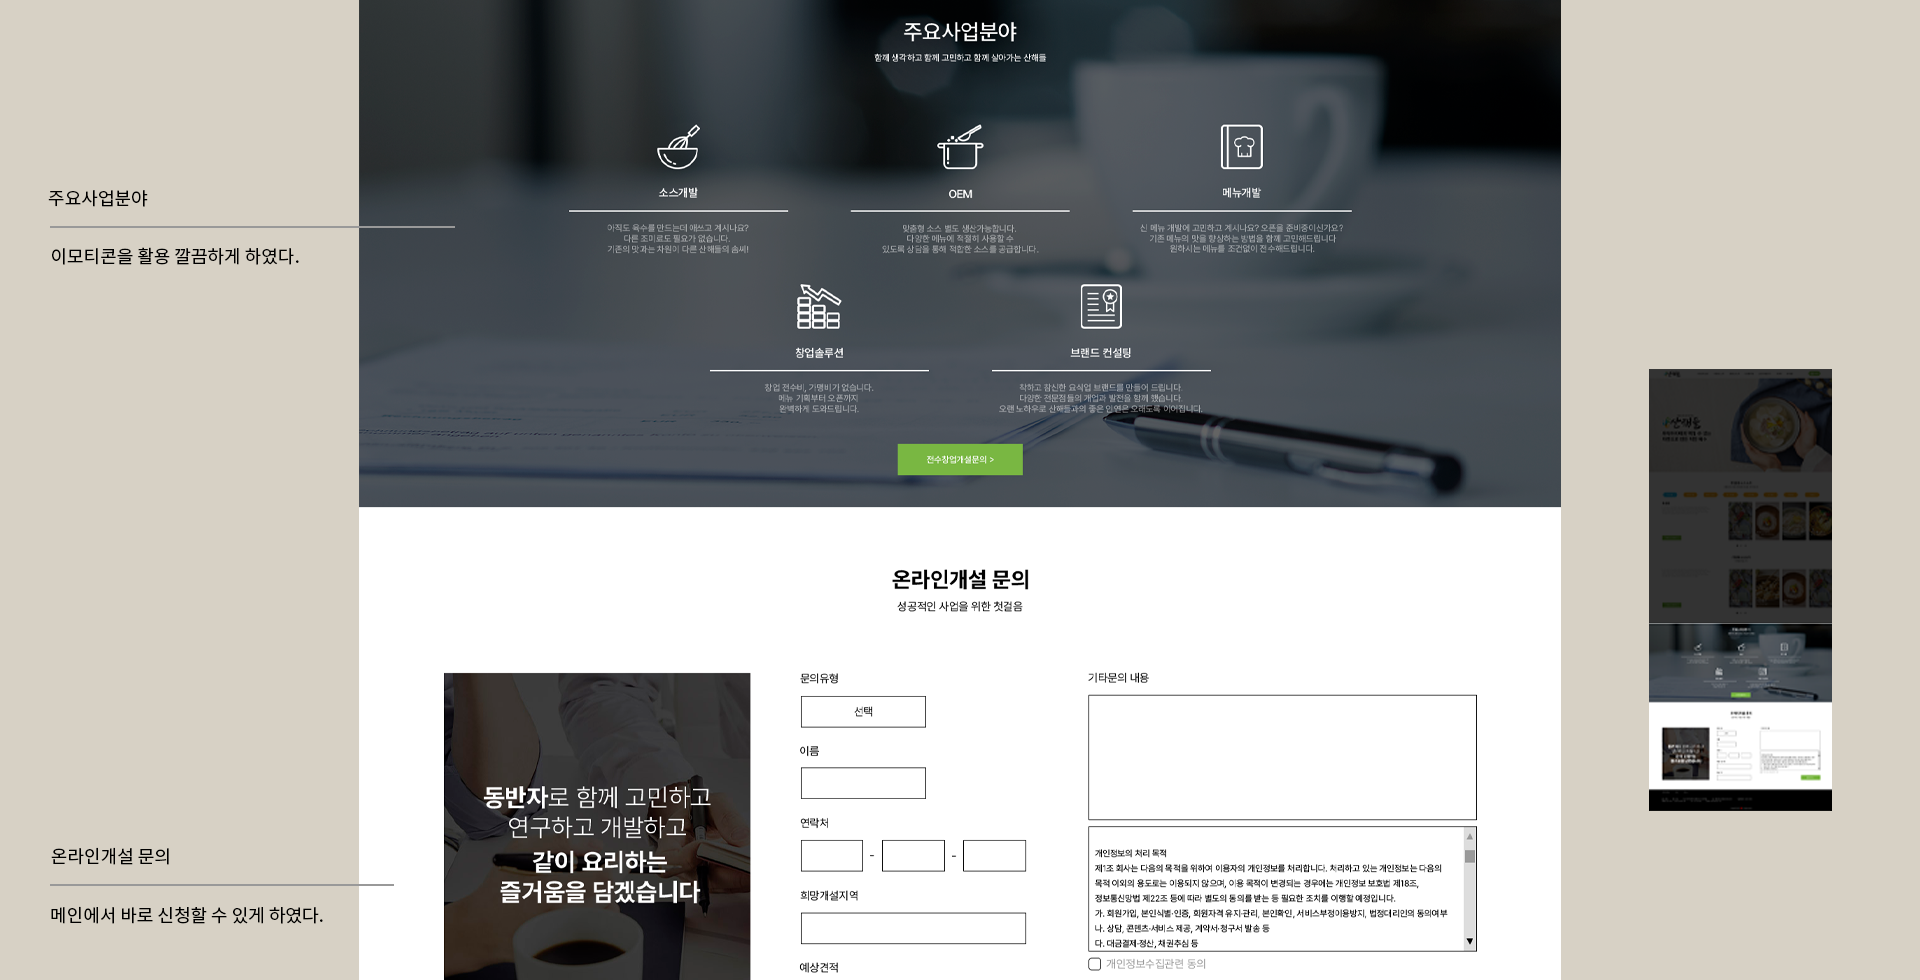 주요사업분야
함께 생각하고 함께 고민하고 함께 살아가는 산해들
소스개발
아직도 육수를 만드는데 애쓰고 계시나요?
다른 조미료도 필요가 없습니다.
기존의 맛과는 차원이 다른 산해들의 솜씨!
OEM
맞춤형 소스 별도 생산가능합니다.
다양한 메뉴에 적절히 사용할 수
있도록 상담을 통해 적합한 소스를 공급합니다.
메뉴개발
신 메뉴 개발에 고민하고 계시나요? 오픈을 준비중이신가요?
기존 메뉴의 맛을 향상하는 방법을 함께 고민해드립니다
원하시는 메뉴를 조건없이 전수해드립니다.
주요사업분야
이모티콘을 활용 깔끔하게 하였다.
창업솔루션
창업 전수비, 가맹비가 없습니다.
메뉴 기획부터 오픈까지
완벽하게 도와드립니다.
브랜드 컨설팅
착하고 참신한 요식업 브랜드를 만들어 드립니다.
다양한 전문점들의 개업과 발전을 함께 했습니다.
오랜 노하우로 산해들과의 좋은 인연은 오래도록 이어집니다.
전수창업개설문의 >
온라인개설 문의
성공적인 사업을 위한 첫걸음
동반자로 함께 고민하고
연구하고 개발하고
같이 요리하는
즐거움을 담겠습니다
문의유형
선택
이름
연락처
- -
희망개설지역
예상견적
기타문의 내용
개인정보의 처리 목적
제1조 회사는 다음의 목적을 위하여 이용자의 개인정보를 처리합니다. 처리하고 있는 개인정보는 다음의
목적 이외의 용도로는 이용되지 않으며, 이용 목적이 변경되는 경우에는 개인정보 보호법 제18조,
정보통신망법 제22조 등에 따라 별도의 동의를 받는 등 필요한 조치를 이행할 예정입니다.
가. 회원가입, 본인식별·인증, 회원자격 유지·관리, 본인확인, 서비스부정이용방지, 법정대리인의 동의여부
나. 상담, 콘텐츠·서비스 제공, 계약서·청구서 발송 등
다. 대금결제·정산, 채권추심 등
개인정보수집관련 동의
온라인개설 문의
메인에서 바로 신청할 수 있게 하였다.